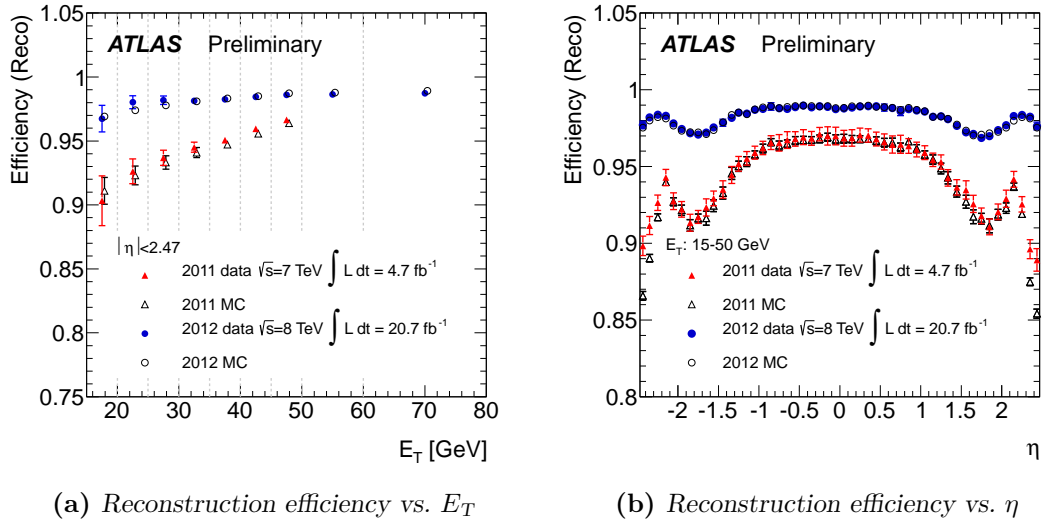 ATLAS Preliminary
Efficiency (Reco)
1.05
1
0.95
0.9
0.85
0.8
0.75
|η|<2.47
2011 data √s=7 TeV ∫ L dt = 4.7 fb⁻¹
2011 MC
2012 data √s=8 TeV ∫ L dt = 20.7 fb⁻¹
2012 MC
20 30 40 50 60 70 80
E_T [GeV]
(a) Reconstruction efficiency vs. E_T
ATLAS Preliminary
Efficiency (Reco)
1.05
1
0.95
0.9
0.85
0.8
E_T: 15-50 GeV
2011 data √s=7 TeV ∫ L dt = 4.7 fb⁻¹
2011 MC
2012 data √s=8 TeV ∫ L dt = 20.7 fb⁻¹
2012 MC
-2 -1.5 -1 -0.5 0 0.5 1 1.5 2
η
(b) Reconstruction efficiency vs. η